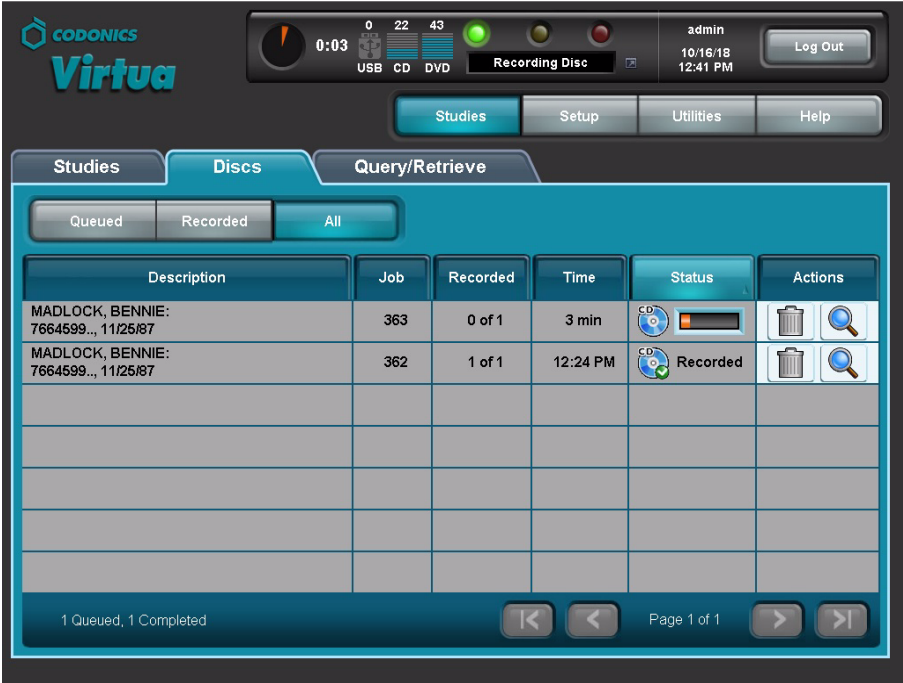 CODONICS
Virtua
0:03
0 22 43
USB CD DVD
Recording Disc
admin
10/16/18
12:41 PM
Log Out
Studies Setup Utilities Help
Studies Discs Query/Retrieve
Queued Recorded All
Description Job Recorded Time Status Actions
MADLOCK, BENNIE:
7664599.., 11/25/87
363 0 of 1 3 min CD
MADLOCK, BENNIE:
7664599.., 11/25/87
362 1 of 1 12:24 PM CD Recorded
1 Queued, 1 Completed
Page 1 of 1